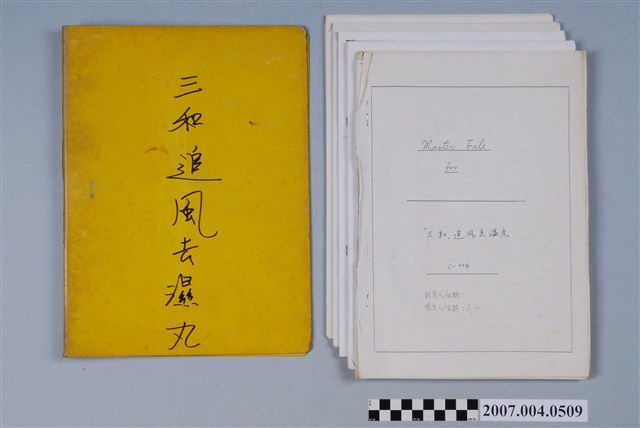 三和追風去濕丸
Master File
for
"三和"追風去濕丸
C-004
2007.004.0509